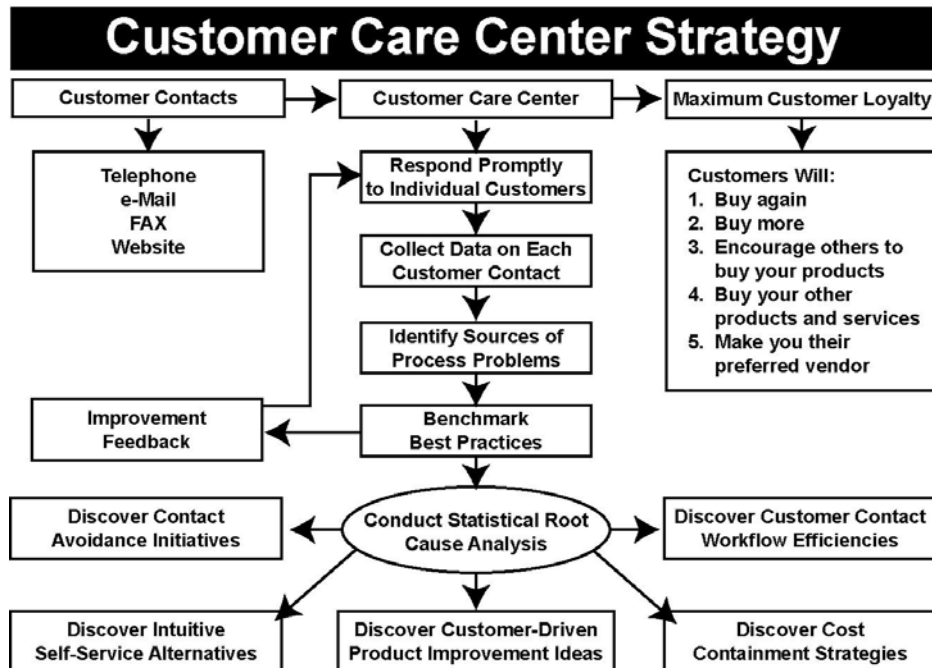 Customer Care Center Strategy
Customer Contacts
Customer Care Center
Maximum Customer Loyalty
Telephone
e-Mail
FAX
Website
Respond Promptly
to Individual Customers
Customers Will:
1. Buy again
2. Buy more
3. Encourage others to
buy your products
4. Buy your other
products and services
5. Make you their
preferred vendor
Collect Data on Each
Customer Contact
Identify Sources of
Process Problems
Improvement
Feedback
Benchmark
Best Practices
Discover Contact
Avoidance Initiatives
Conduct Statistical Root
Cause Analysis
Discover Customer Contact
Workflow Efficiencies
Discover Intuitive
Self-Service Alternatives
Discover Customer-Driven
Product Improvement Ideas
Discover Cost
Containment Strategies